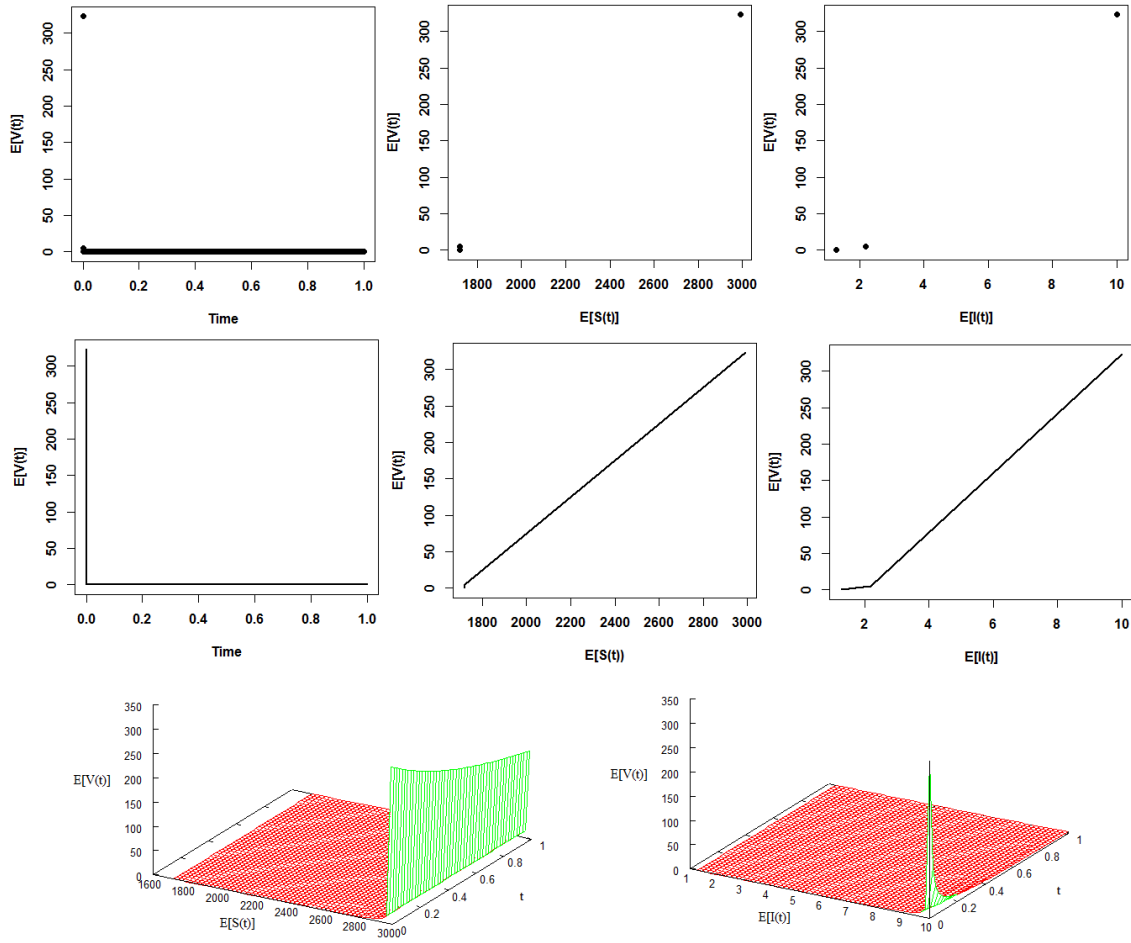 E[V(t)]
0 50 100 150 200 250 300
0.0 0.2 0.4 0.6 0.8 1.0
Time
E[V(t)]
0 50 100 150 200 250 300
1800 2000 2200 2400 2600 2800 3000
E[S(t)]
E[V(t)]
0 50 100 150 200 250 300
2 4 6 8 10
E[I(t)]
E[V(t)]
0 50 100 150 200 250 300
0.0 0.2 0.4 0.6 0.8 1.0
Time
E[V(t)]
0 50 100 150 200 250 300
1800 2000 2200 2400 2600 2800 3000
E[S(t))
E[V(t)]
0 50 100 150 200 250 300
2 4 6 8 10
E[I(t)]
350
300
250
200
150
100
50
0
E[V(t)]
1600 1800 2000 2200 2400 2600 2800 3000
E[S(t)]
0 0.2 0.4 0.6 0.8 1
t
350
300
250
200
150
100
50
0
E[V(t)]
1 2 3 4 5 6 7 8 9 10
E[I(t)]
0 0.2 0.4 0.6 0.8 1
t